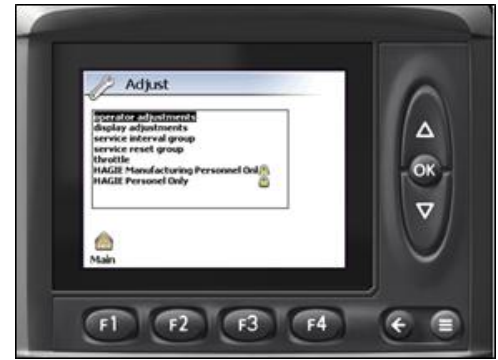 Adjust
operator adjustments
display adjustments
service interval group
service reset group
throttle
HAGIE Manufacturing Personnel Onl
HAGIE Personel Only
Main
OK
F1 F2 F3 F4